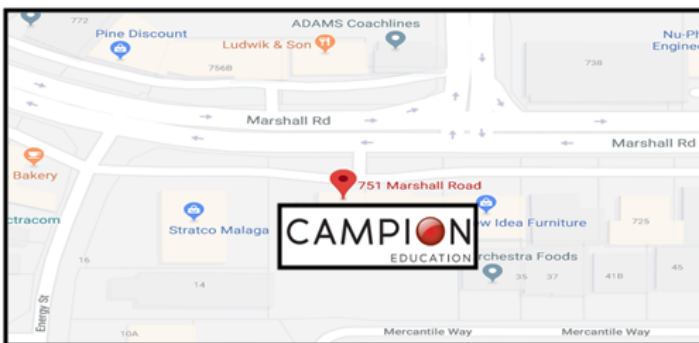 772
Pine Discount
ADAMS Coachlines
Ludwik & Son
756B
738
Nu-Ph
Enginee
Marshall Rd
Marshall Rd
Bakery
751 Marshall Road
ctracom
Stratco Malaga
CAMPION
EDUCATION
ew Idea Furniture
725
rchestra Foods
16
14
35
37
41B
45
Energy St
10A
Mercantile Way
Mercantile Way